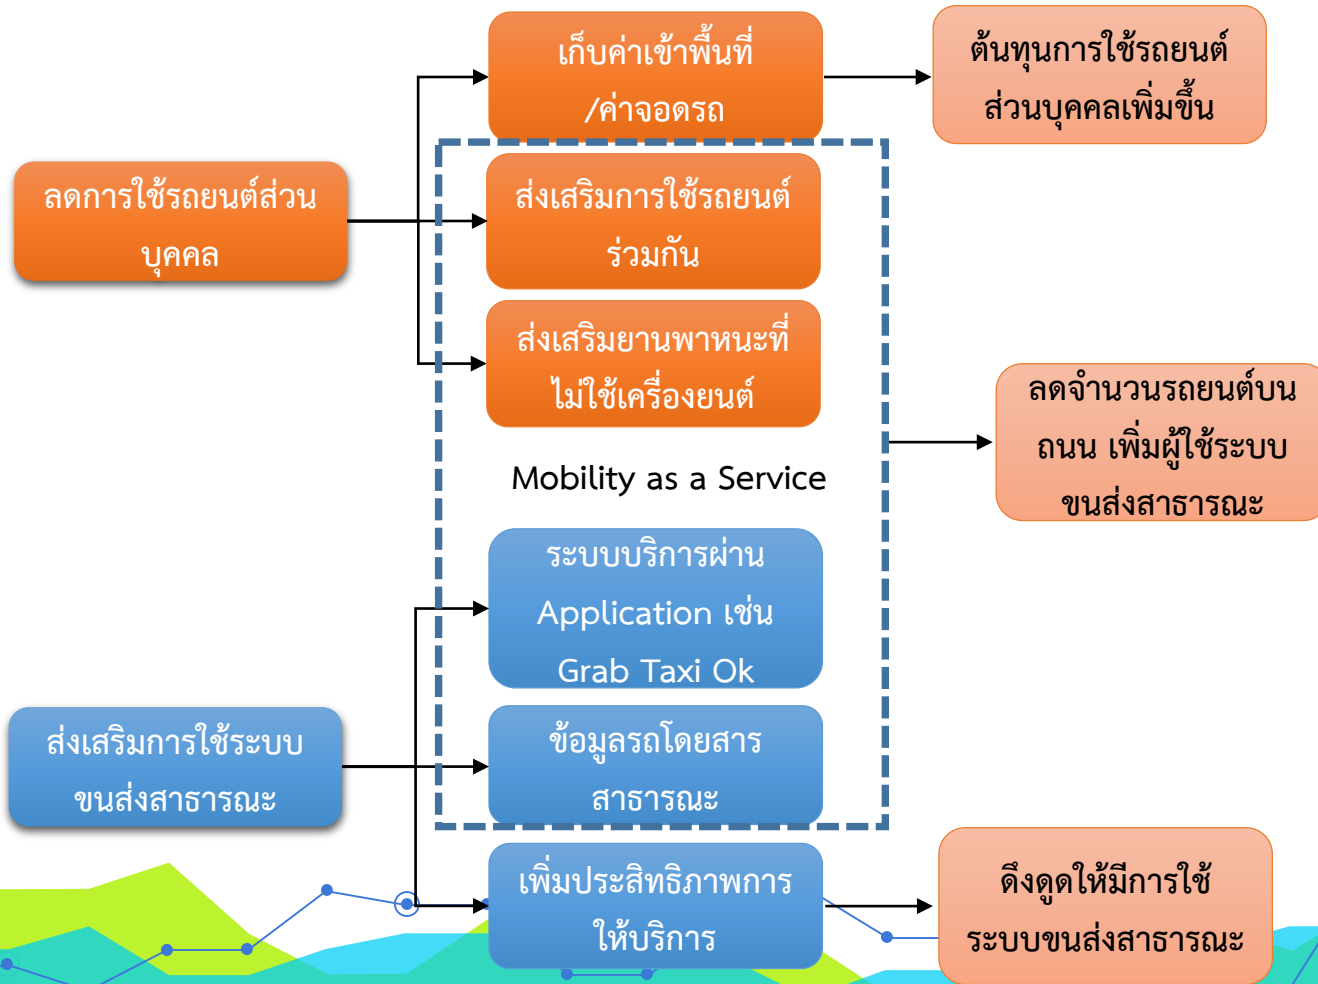 เก็บค่าเข้าพื้นที่
/ค่าจอดรถ
ต้นทุนการใช้รถยนต์
ส่วนบุคคลเพิ่มขึ้น
ลดการใช้รถยนต์ส่วน
บุคคล
ส่งเสริมการใช้รถยนต์
ร่วมกัน
ส่งเสริมยานพาหนะที่
ไม่ใช้เครื่องยนต์
ลดจำนวนรถยนต์บน
ถนน เพิ่มผู้ใช้ระบบ
ขนส่งสาธารณะ
Mobility as a Service
ระบบบริการผ่าน
Application เช่น
Grab Taxi Ok
ส่งเสริมการใช้ระบบ
ขนส่งสาธารณะ
ข้อมูลรถโดยสาร
สาธารณะ
เพิ่มประสิทธิภาพการ
ให้บริการ
ดึงดูดให้มีการใช้
ระบบขนส่งสาธารณะ